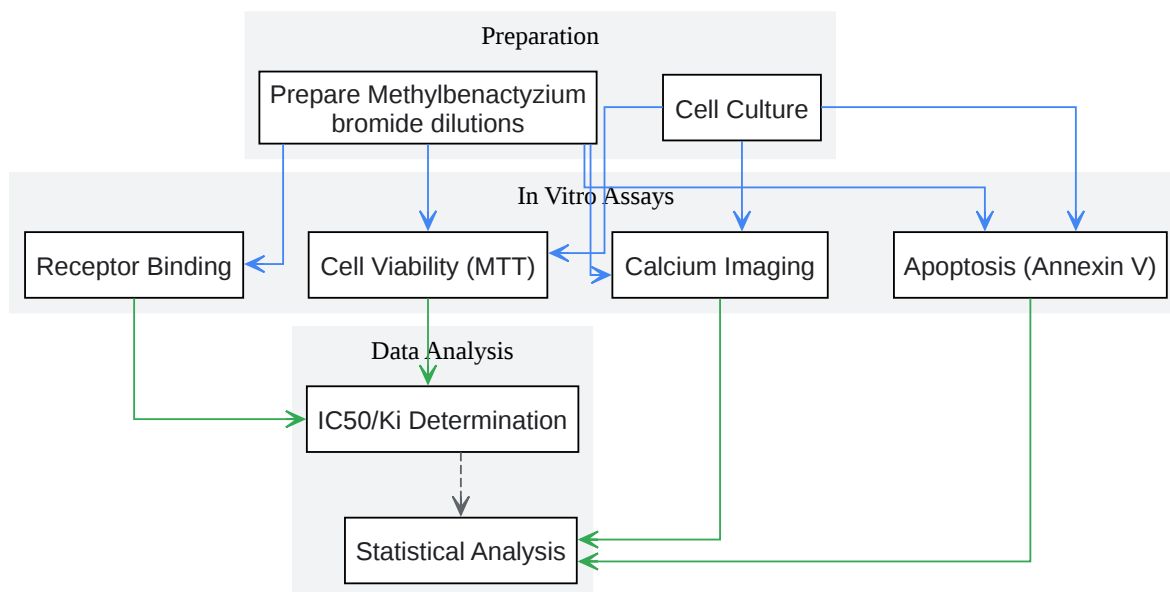 Preparation
Prepare Methylbenactyzium
bromide dilutions
Cell Culture
In Vitro Assays
Receptor Binding
Cell Viability (MTT)
Calcium Imaging
Apoptosis (Annexin V)
Data Analysis
IC50/Ki Determination
Statistical Analysis